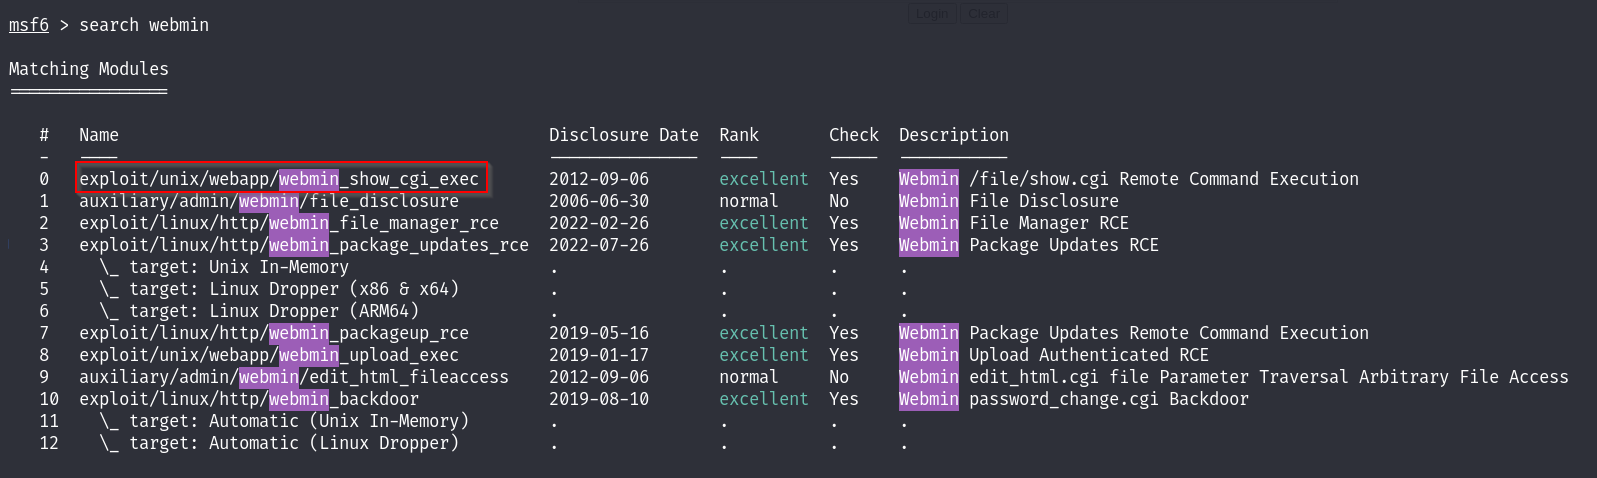 Login Clear
msf6 > search webmin
Matching Modules
================
# Name Disclosure Date Rank Check Description
- ---- --------------- ---- ----- -----------
0 exploit/unix/webapp/webmin_show_cgi_exec 2012-09-06 excellent Yes Webmin /file/show.cgi Remote Command Execution
1 auxiliary/admin/webmin/file_disclosure 2006-06-30 normal No Webmin File Disclosure
2 exploit/linux/http/webmin_file_manager_rce 2022-02-26 excellent Yes Webmin File Manager RCE
3 exploit/linux/http/webmin_package_updates_rce 2022-07-26 excellent Yes Webmin Package Updates RCE
4 \_ target: Unix In-Memory . . . .
5 \_ target: Linux Dropper (x86 & x64) . . . .
6 \_ target: Linux Dropper (ARM64) . . . .
7 exploit/linux/http/webmin_packageup_rce 2019-05-16 excellent Yes Webmin Package Updates Remote Command Execution
8 exploit/unix/webapp/webmin_upload_exec 2019-01-17 excellent Yes Webmin Upload Authenticated RCE
9 auxiliary/admin/webmin/edit_html_fileaccess 2012-09-06 normal No Webmin edit_html.cgi file Parameter Traversal Arbitrary File Access
10 exploit/linux/http/webmin_backdoor 2019-08-10 excellent Yes Webmin password_change.cgi Backdoor
11 \_ target: Automatic (Unix In-Memory) . . . .
12 \_ target: Automatic (Linux Dropper) . . . .